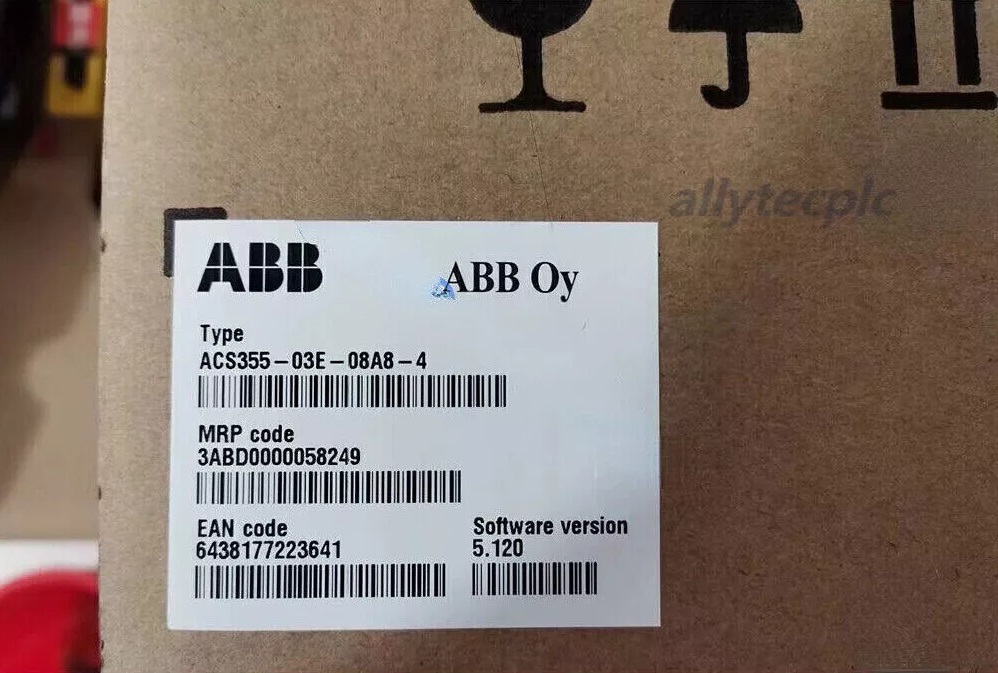 allytecplc
ABB
ABB Oy
Type
ACS355-03E-08A8-4
MRP code
3ABD0000058249
EAN code
6438177223641
Software version
5.120